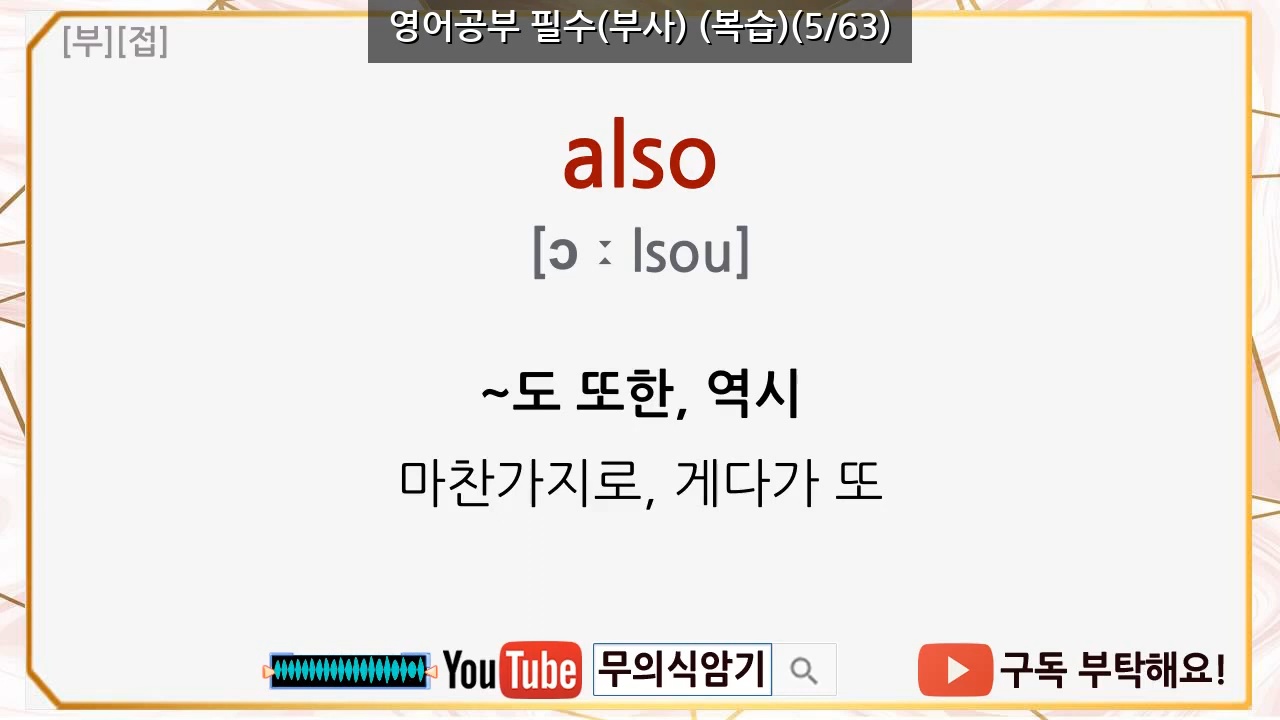 영어공부 필수(부사) (복습)(5/63)
[부][접]
also
[ɔː lsou]
~도 또한, 역시
마찬가지로, 게다가 또
YouTube 무의식암기 구독 부탁해요!